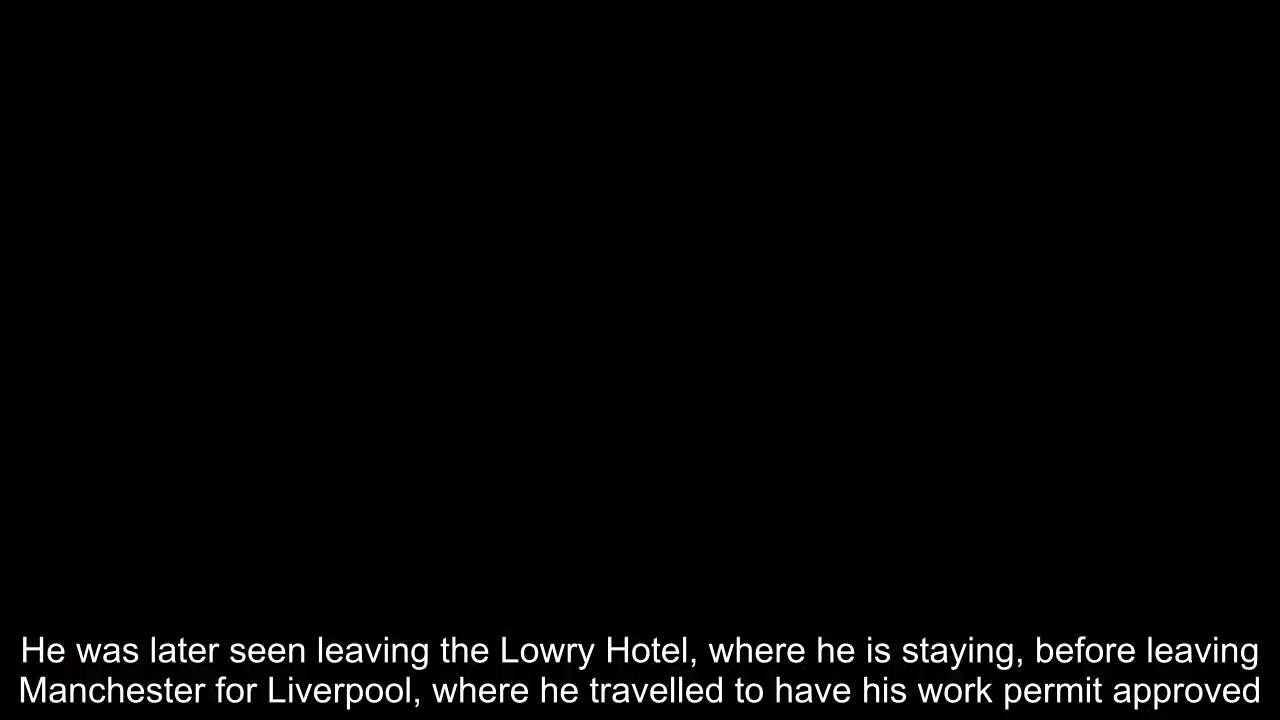 He was later seen leaving the Lowry Hotel, where he is staying, before leaving
Manchester for Liverpool, where he travelled to have his work permit approved